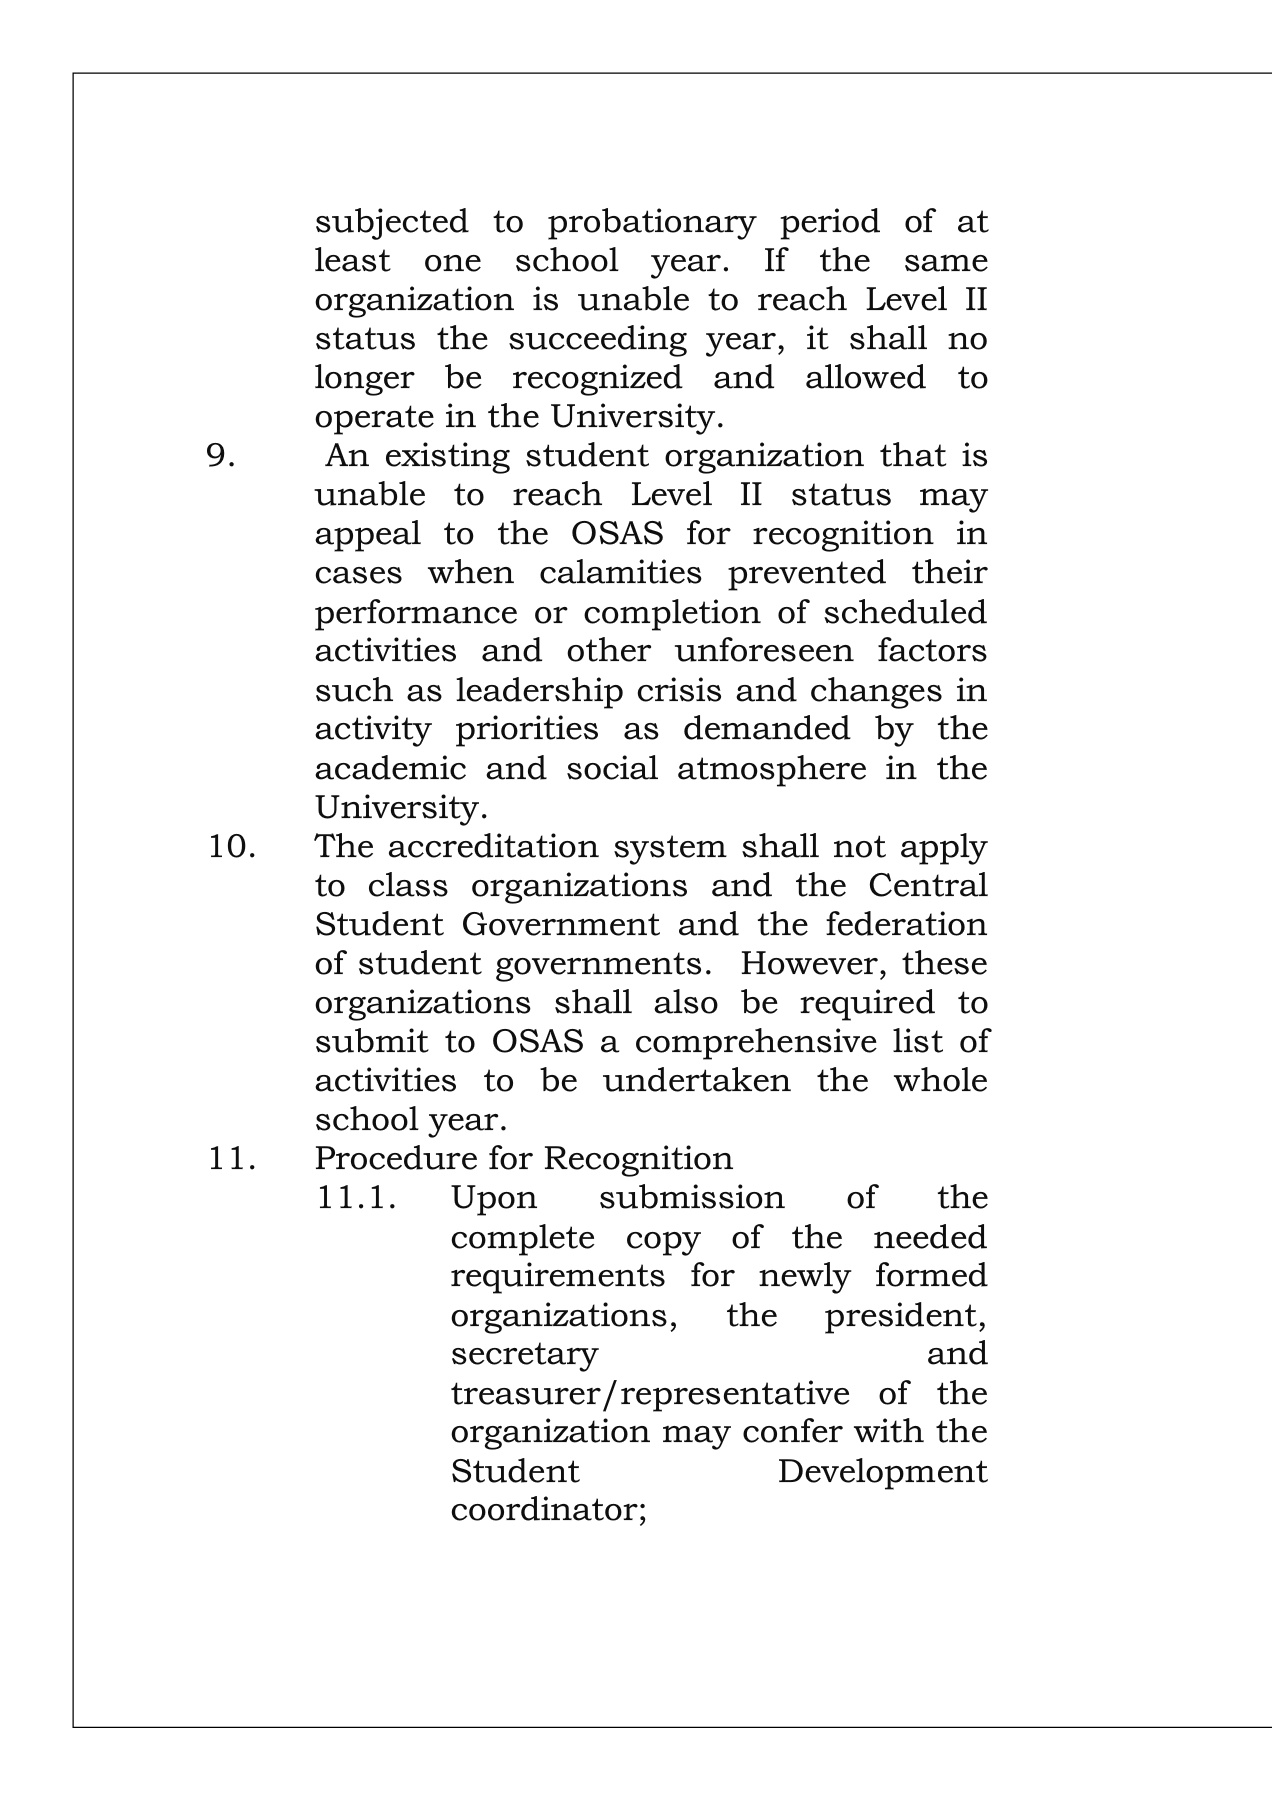 subjected to probationary period of at
least one school year. If the same
organization is unable to reach Level II
status the succeeding year, it shall no
longer be recognized and allowed to
operate in the University.
9. An existing student organization that is
unable to reach Level II status may
appeal to the OSAS for recognition in
cases when calamities prevented their
performance or completion of scheduled
activities and other unforeseen factors
such as leadership crisis and changes in
activity priorities as demanded by the
academic and social atmosphere in the
University.
10. The accreditation system shall not apply
to class organizations and the Central
Student Government and the federation
of student governments. However, these
organizations shall also be required to
submit to OSAS a comprehensive list of
activities to be undertaken the whole
school year.
11. Procedure for Recognition
11.1. Upon submission of the
complete copy of the needed
requirements for newly formed
organizations, the president,
secretary and
treasurer/representative of the
organization may confer with the
Student Development
coordinator;